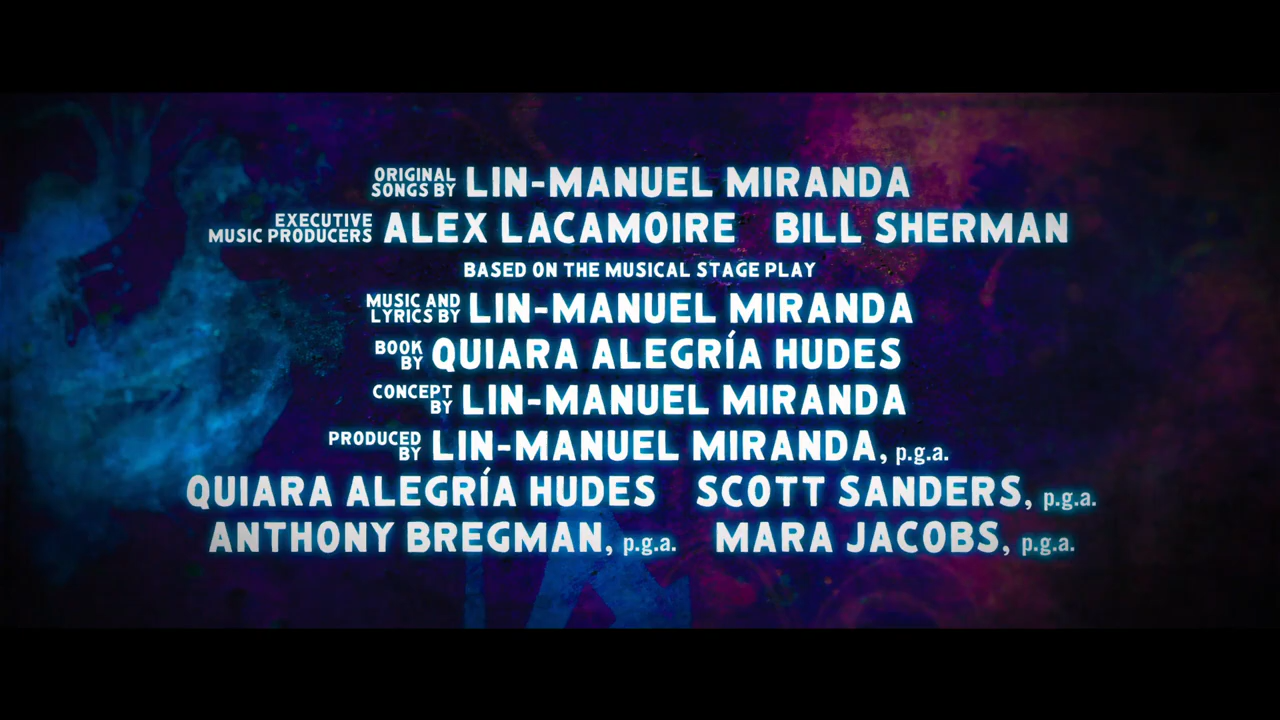 ORIGINAL SONGS BY LIN-MANUEL MIRANDA
EXECUTIVE MUSIC PRODUCERS ALEX LACAMOIRE BILL SHERMAN
BASED ON THE MUSICAL STAGE PLAY
MUSIC AND LYRICS BY LIN-MANUEL MIRANDA
BOOK BY QUIARA ALEGRÍA HUDES
CONCEPT BY LIN-MANUEL MIRANDA
PRODUCED BY LIN-MANUEL MIRANDA, p.g.a.
QUIARA ALEGRÍA HUDES SCOTT SANDERS, p.g.a.
ANTHONY BREGMAN, p.g.a. MARA JACOBS, p.g.a.